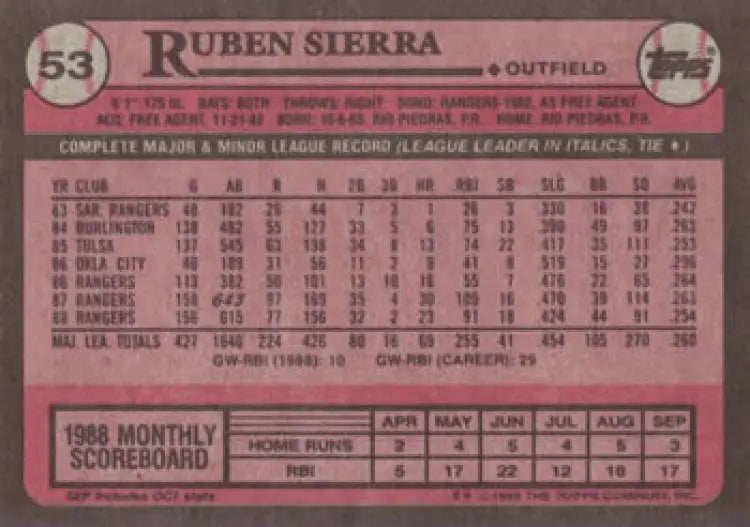 53
RUBEN SIERRA
OUTFIELD
TOPPS®
6'1" 175 lbs. BATS: BOTH THROWS: RIGHT SGND: RANGERS-1982, AS FREE AGENT
ACQ: FREE AGENT, 11-21-82 BORN: 10-6-65, RIO PIEDRAS, P.R. HOME: RIO PIEDRAS, P.R.
COMPLETE MAJOR & MINOR LEAGUE RECORD (LEAGUE LEADER IN ITALICS, TIE ♦)
YR CLUB G AB R H 2B 3B HR RBI SB SLG BB SO AVG
83 SAR. RANGERS 48 182 26 44 7 3 1 26 3 .330 16 38 .242
84 BURLINGTON 138 482 55 127 33 5 6 75 13 .390 49 97 .263
85 TULSA 137 545 63 138 34 8 13 74 22 .417 35 111 .253
86 OKLA CITY 46 189 31 56 11 2 9 41 8 .519 15 27 .296
86 RANGERS 113 382 50 101 13 10 16 55 7 .476 22 65 .264
87 RANGERS 158 643 97 169 35 4 30 109 16 .470 39 114 .263
88 RANGERS 156 615 77 156 32 2 23 91 18 .424 44 91 .254
MAJ. LEA. TOTALS 427 1640 224 426 80 16 69 255 41 .454 105 270 .260
GW-RBI (1988): 10 GW-RBI (CAREER): 29
1988 MONTHLY SCOREBOARD
APR MAY JUN JUL AUG SEP
HOME RUNS 2 4 5 4 5 3
RBI 5 17 22 12 18 17
SEP includes OCT stats
© 1989 THE TOPPS COMPANY, INC.